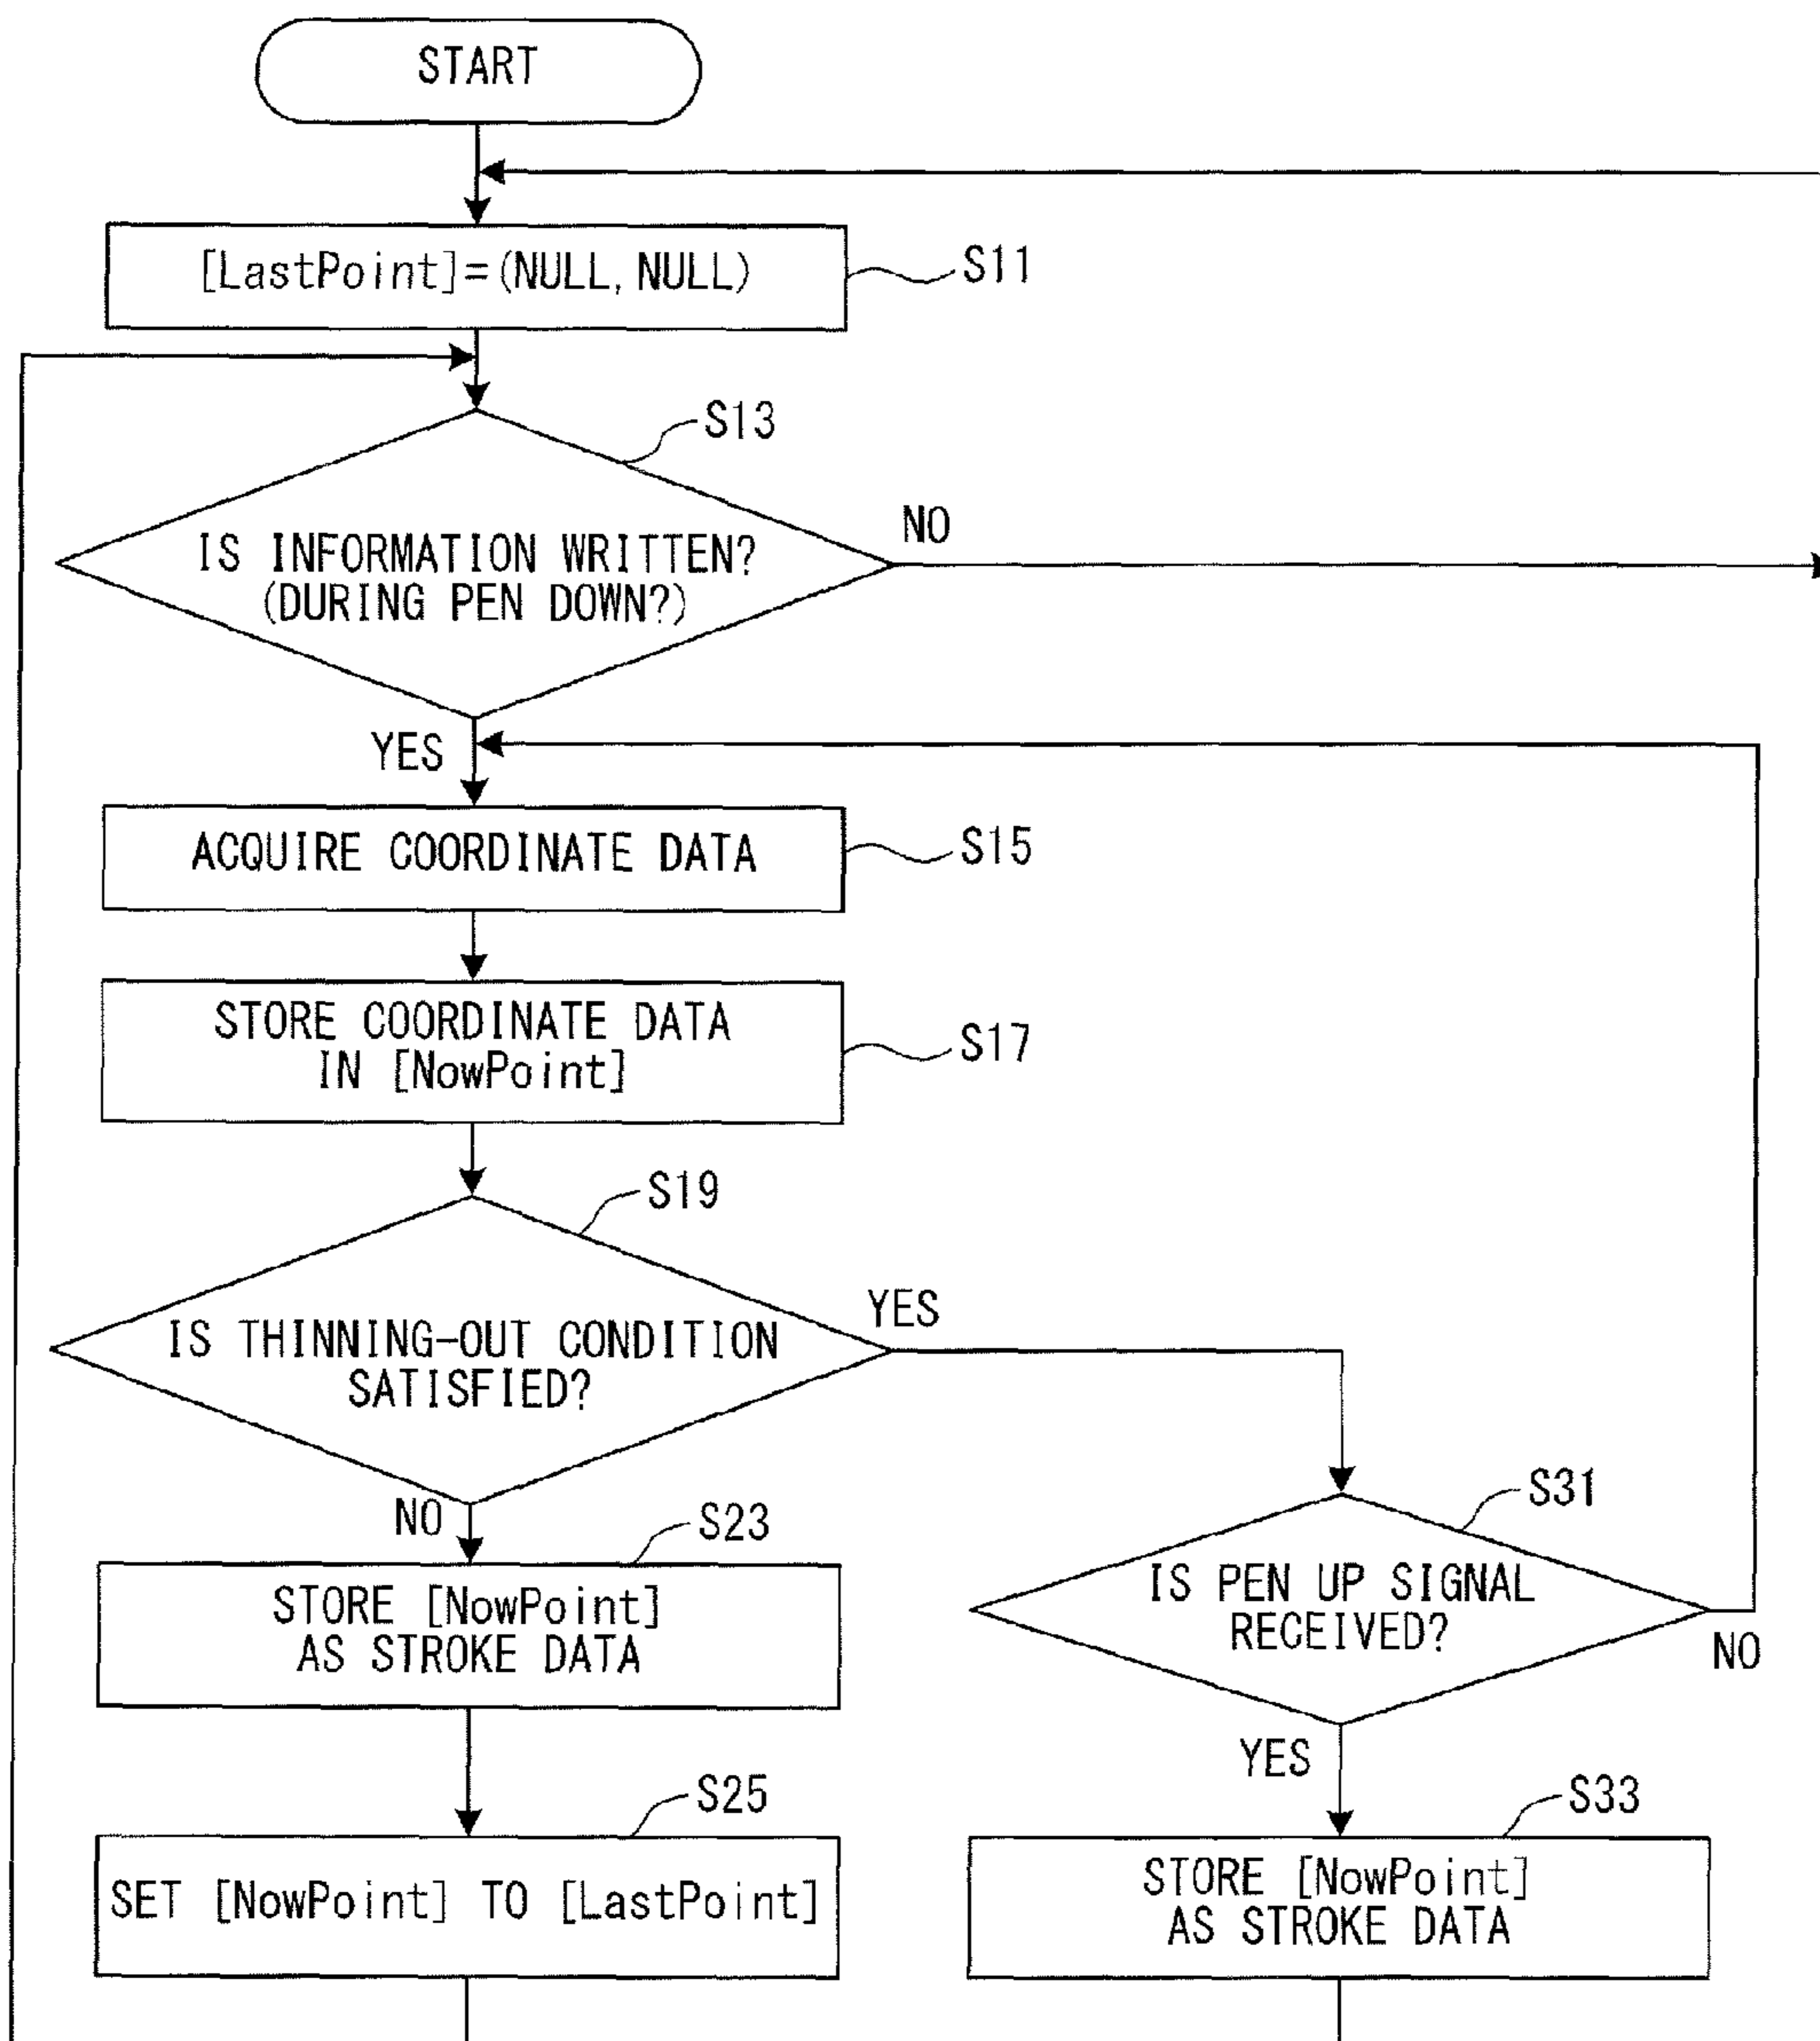 START
[LastPoint]=(NULL, NULL)
S11
S13
IS INFORMATION WRITTEN?
(DURING PEN DOWN?)
NO
YES
ACQUIRE COORDINATE DATA
S15
STORE COORDINATE DATA
IN [NowPoint]
S17
S19
IS THINNING-OUT CONDITION
SATISFIED?
YES
NO
S23
STORE [NowPoint]
AS STROKE DATA
S31
IS PEN UP SIGNAL
RECEIVED?
NO
YES
S25
SET [NowPoint] TO [LastPoint]
S33
STORE [NowPoint]
AS STROKE DATA